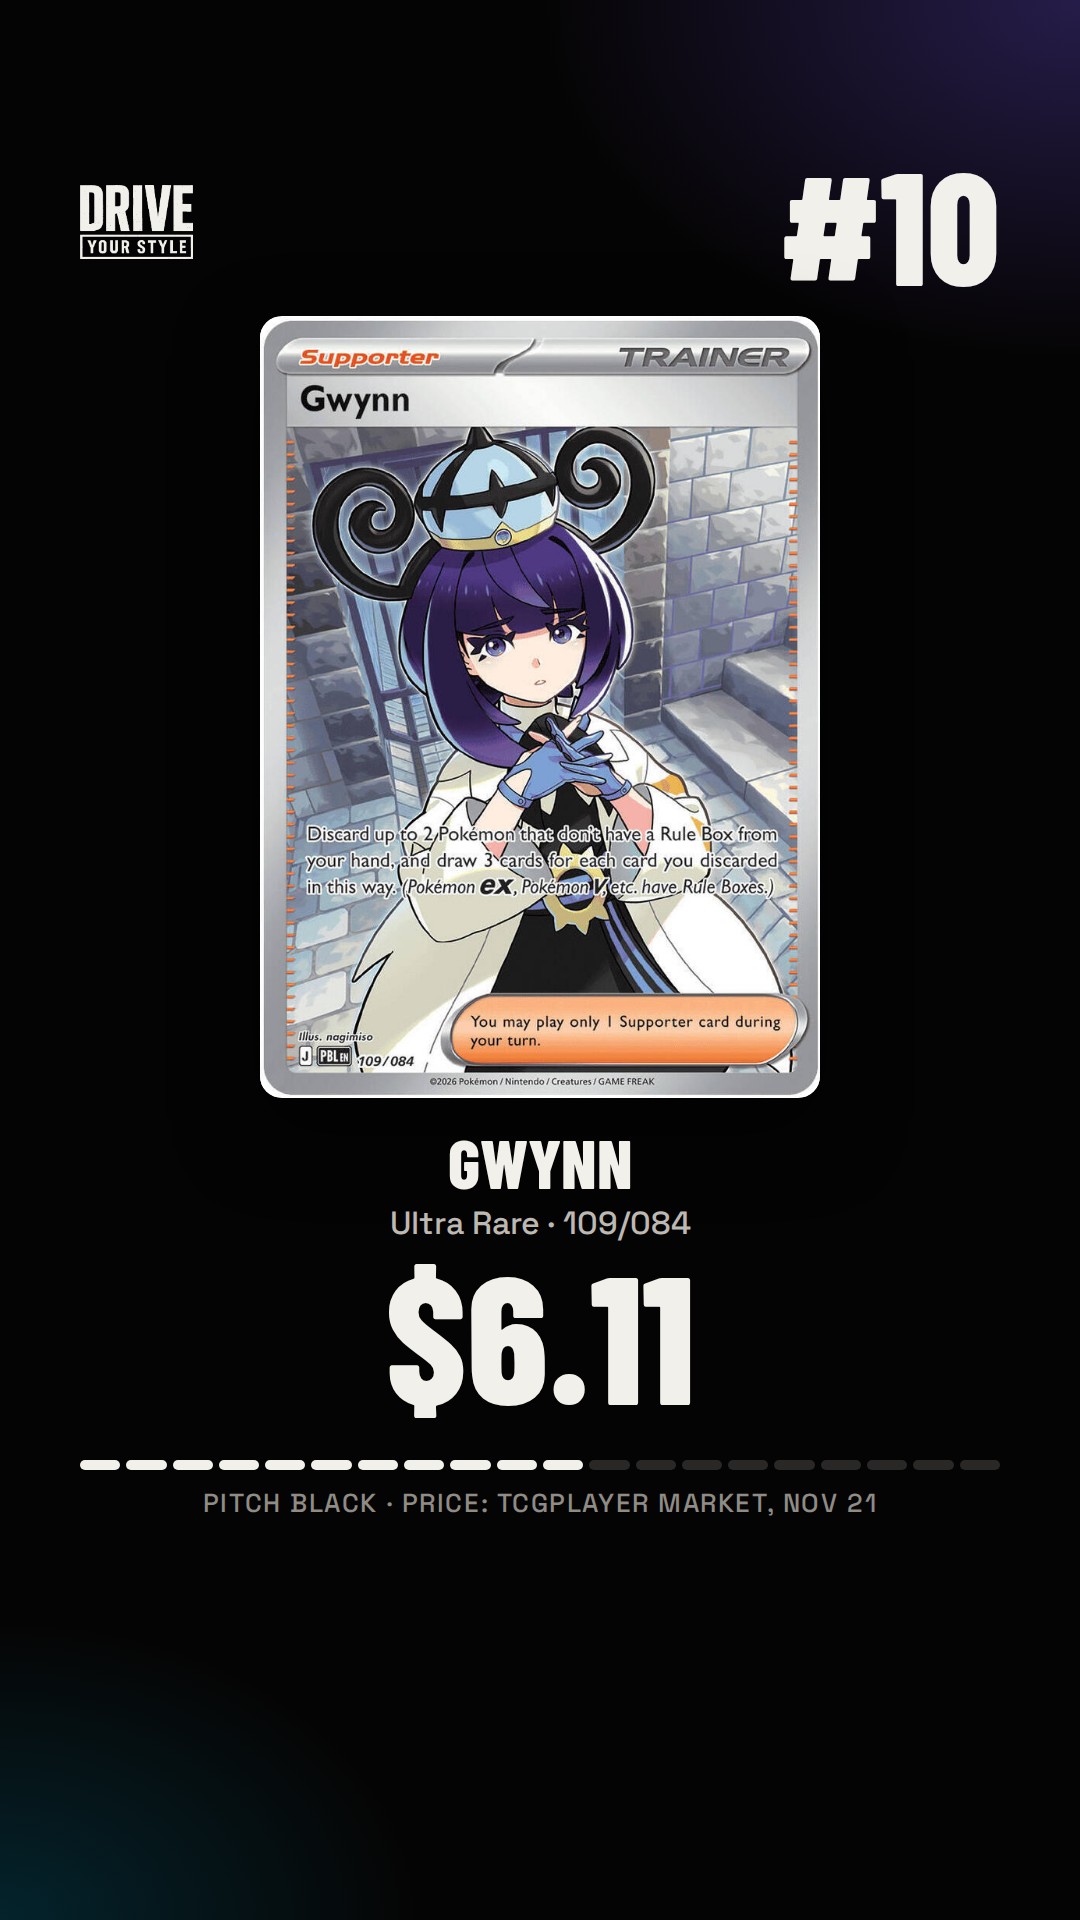 DRIVE
YOUR STYLE
#10
Supporter
TRAINER
Gwynn
Discard up to 2 Pokémon that don't have a Rule Box from
your hand, and draw 3 cards for each card you discarded
in this way. (Pokémon ex, Pokémon V, etc. have Rule Boxes.)
You may play only 1 Supporter card during
your turn.
Illus. nagimiso
J PBL EN 109/084
©2026 Pokémon / Nintendo / Creatures / GAME FREAK
GWYNN
Ultra Rare · 109/084
$6.11
PITCH BLACK · PRICE: TCGPLAYER MARKET, NOV 21